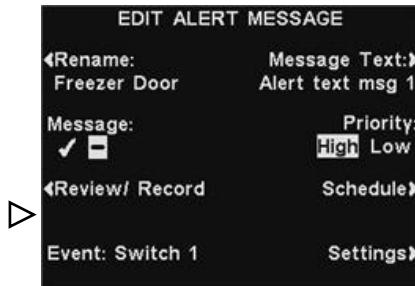 EDIT ALERT MESSAGE
Rename: Message Text:
Freezer Door Alert text msg 1
Message: Priority:
✓ – High Low
Review/ Record Schedule
Event: Switch 1 Settings